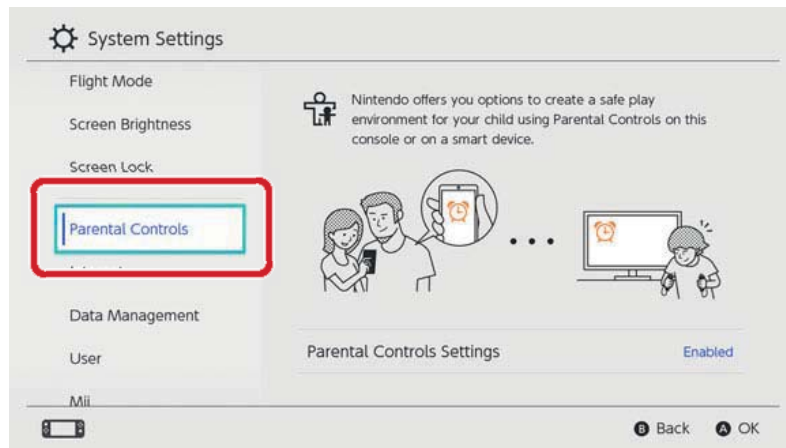 System Settings
Flight Mode
Screen Brightness
Screen Lock
Parental Controls
Data Management
User
Mii
Nintendo offers you options to create a safe play
environment for your child using Parental Controls on this
console or on a smart device.
Parental Controls Settings
Enabled
B Back A OK